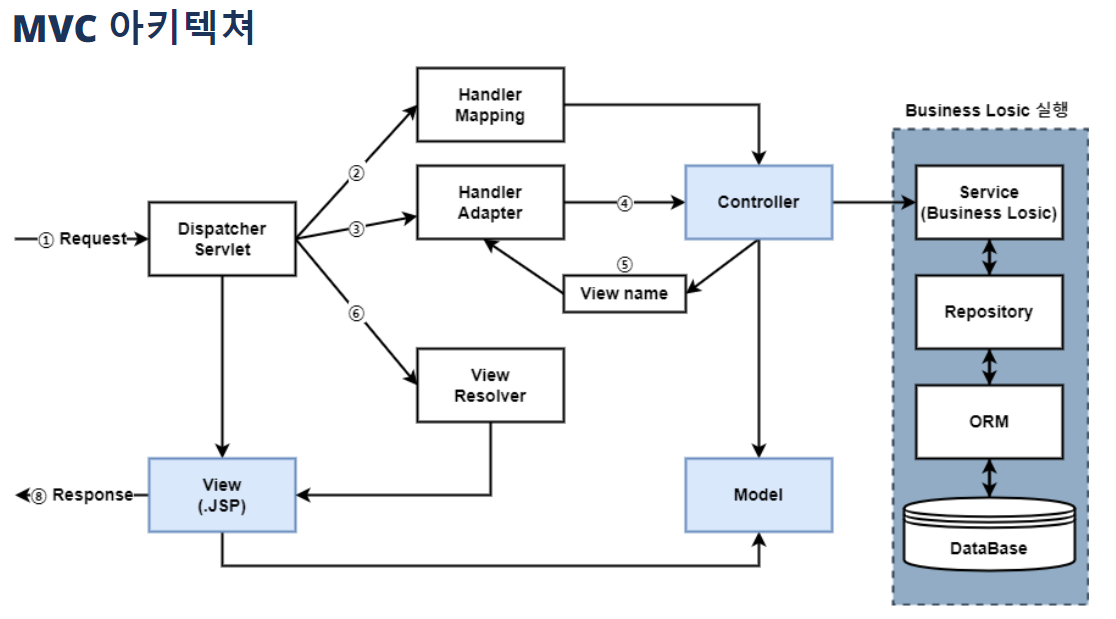 MVC 아키텍쳐
Handler
Mapping
Business Losic 실행
②
Handler
Adapter
④
Controller
Service
(Business Losic)
① Request
Dispatcher
Servlet
③
⑤
View name
Repository
⑥
View
Resolver
ORM
⑧ Response
View
(.JSP)
Model
DataBase